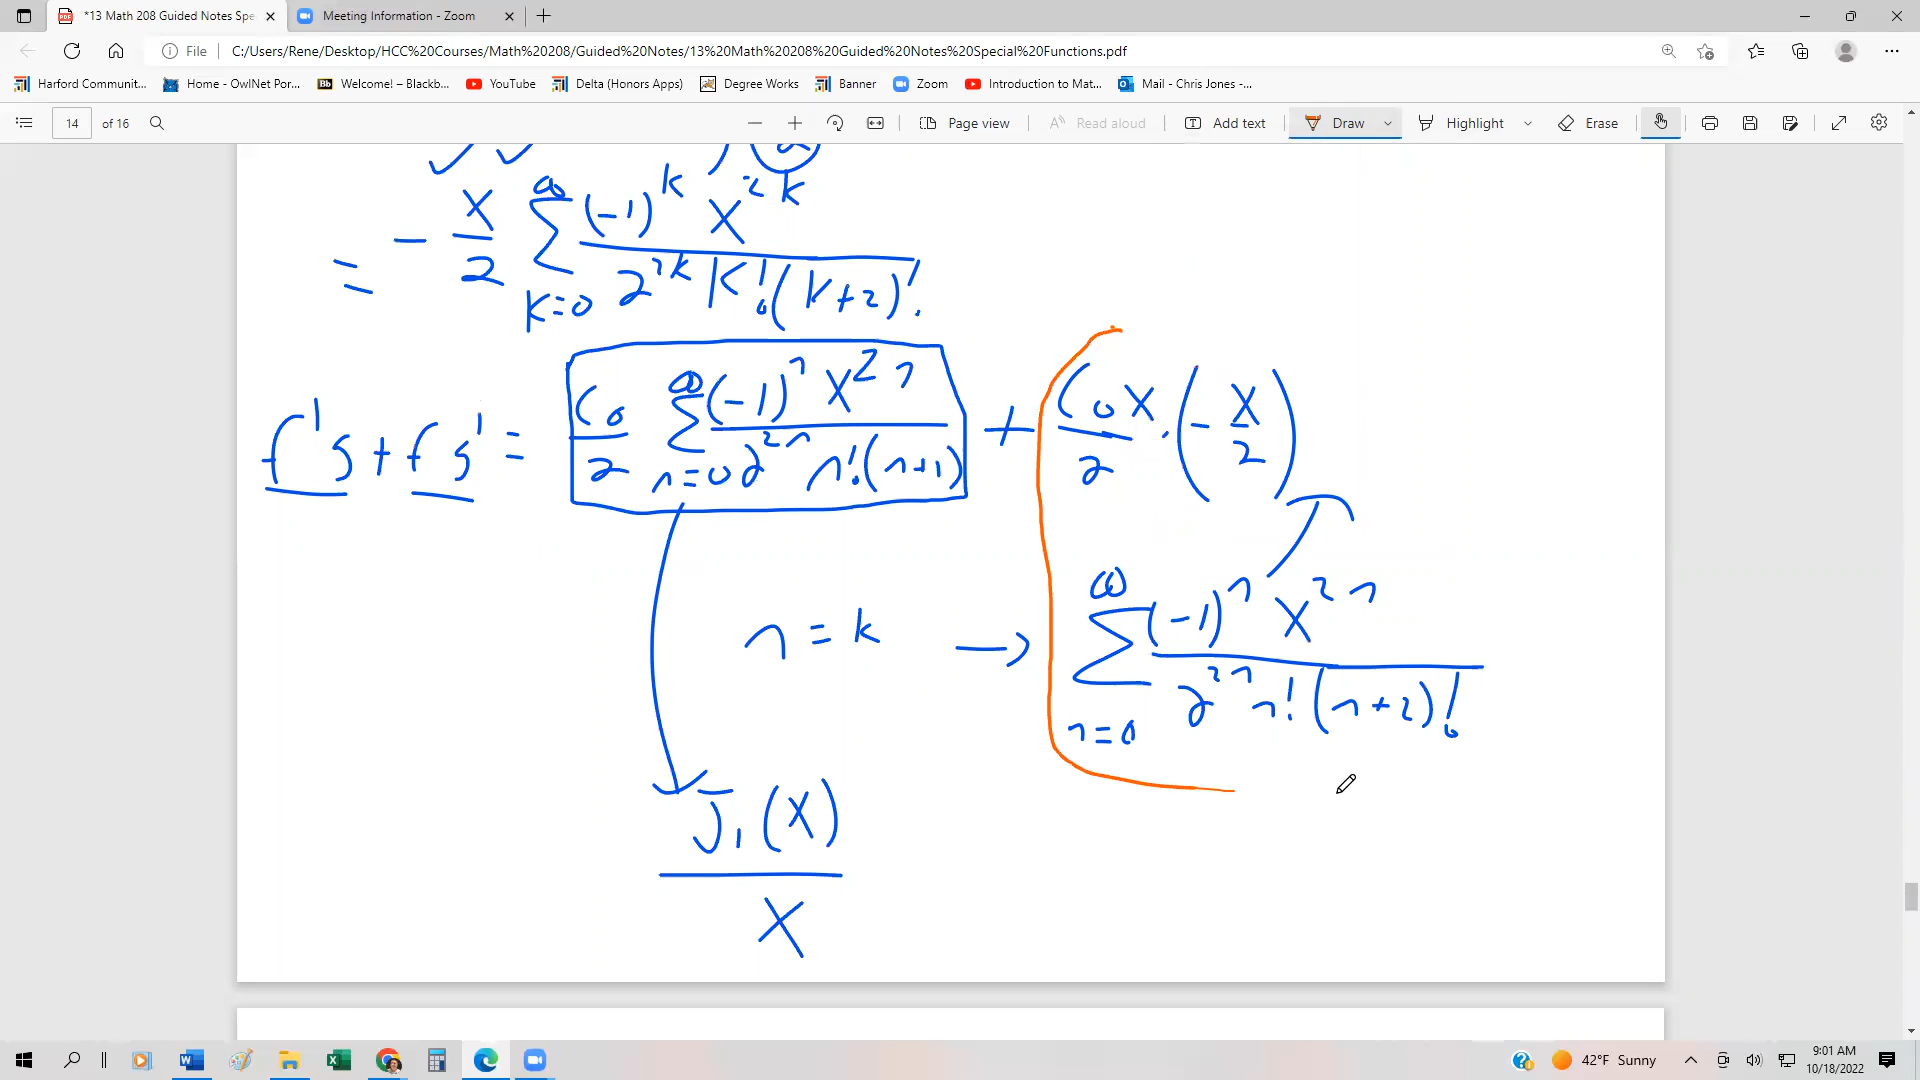 *13 Math 208 Guided Notes Spe
Meeting Information - Zoom
File C:/Users/Rene/Desktop/HCC%20Courses/Math%20208/Guided%20Notes/13%20Math%20208%20Guided%20Notes%20Special%20Functions.pdf
Harford Communit... Home - OwlNet Por... Bb Welcome! – Blackb... YouTube Delta (Honors Apps) Degree Works Banner Zoom Introduction to Mat... Mail - Chris Jones -...
14 of 16 Page view Read aloud Add text Draw Highlight Erase
= - x/2 ∑_{k=0}^{∞} (-1)^k x^{2k} / 2^{2k} k!(k+2)!
f's + fs' = C₀/2 ∑_{n=0}^{∞} (-1)^n x^{2n} / 2^{2n} n!(n+1) + C₀x/2 · (- x/2)
n = k → ∑_{n=0}^{∞} (-1)^n x^{2n} / 2^{2n} n!(n+2)!
J₁(x) / x
42°F Sunny
9:01 AM
10/18/2022